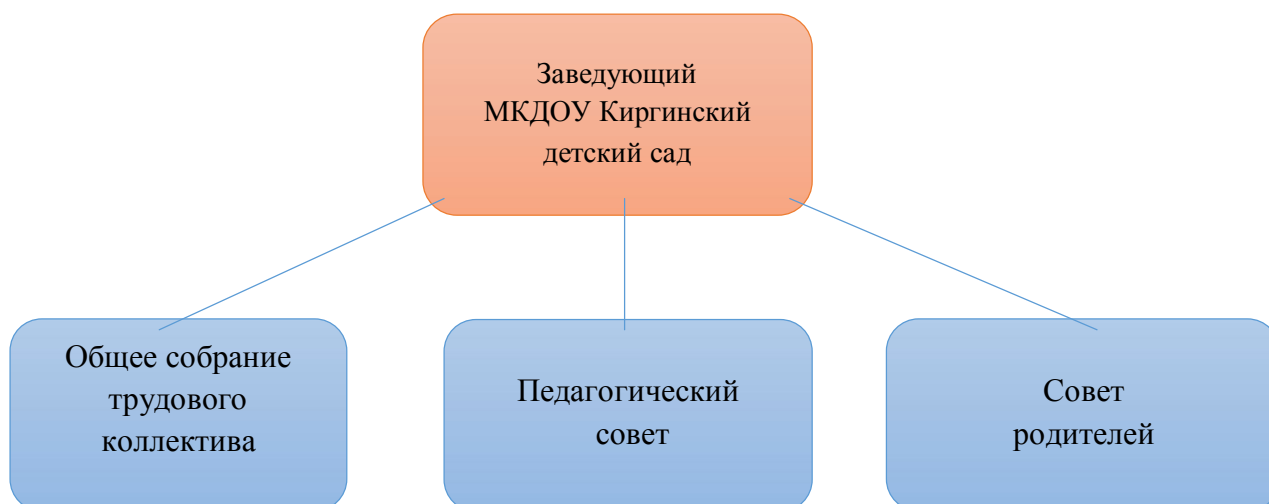 Заведующий
МКДОУ Киргинский
детский сад
Общее собрание
трудового
коллектива
Педагогический
совет
Совет
родителей